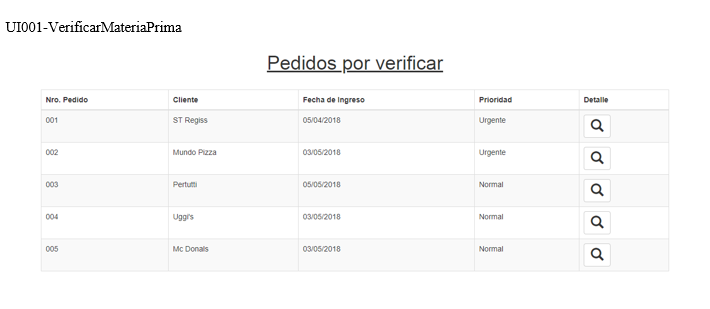 UI001-VerificarMateriaPrima
Pedidos por verificar
Nro. Pedido Cliente Fecha de Ingreso Prioridad Detalle
001 ST Regiss 05/04/2018 Urgente
002 Mundo Pizza 03/05/2018 Urgente
003 Pertutti 05/05/2018 Normal
004 Uggi's 03/05/2018 Normal
005 Mc Donals 03/05/2018 Normal